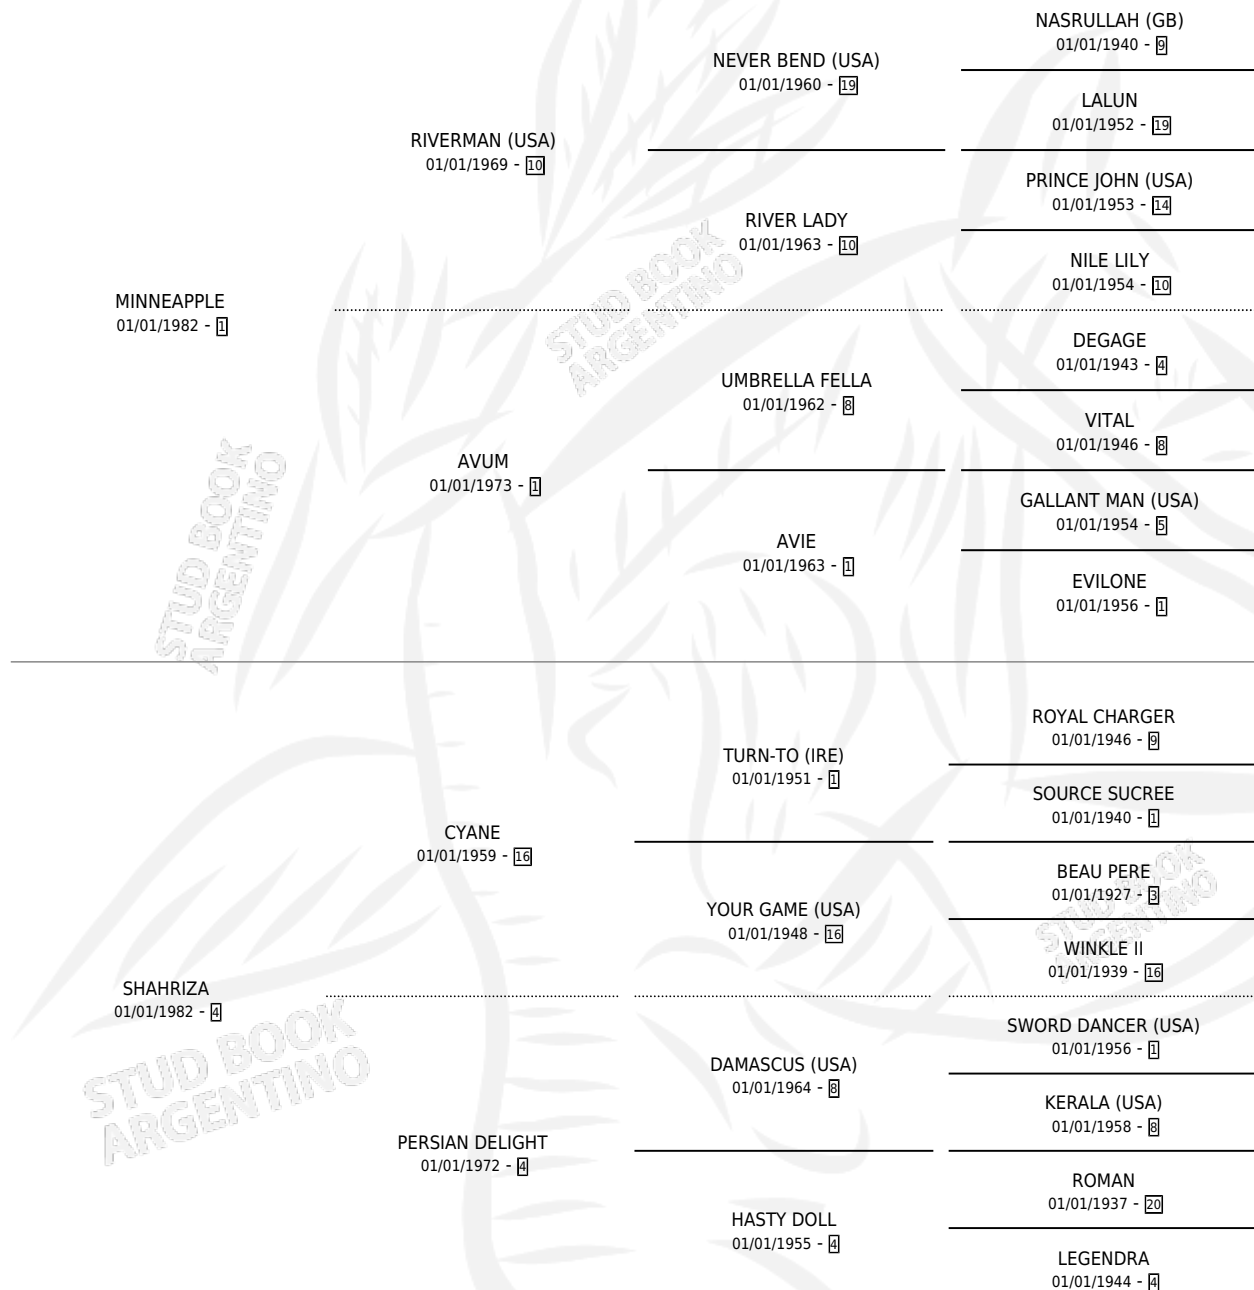 NASRULLAH (GB)
01/01/1940 - 9
NEVER BEND (USA)
01/01/1960 - 19
LALUN
01/01/1952 - 19
RIVERMAN (USA)
01/01/1969 - 10
PRINCE JOHN (USA)
01/01/1953 - 14
RIVER LADY
01/01/1963 - 10
NILE LILY
01/01/1954 - 10
MINNEAPPLE
01/01/1982 - 1
STUD BOOK
ARGENTINO
DEGAGE
01/01/1943 - 4
UMBRELLA FELLA
01/01/1962 - 8
VITAL
01/01/1946 - 8
AVUM
01/01/1973 - 1
GALLANT MAN (USA)
01/01/1954 - 5
AVIE
01/01/1963 - 1
EVILONE
01/01/1956 - 1
STUD BOOK
ARGENTINO
ROYAL CHARGER
01/01/1946 - 9
TURN-TO (IRE)
01/01/1951 - 1
SOURCE SUCREE
01/01/1940 - 1
CYANE
01/01/1959 - 16
BEAU PERE
01/01/1927 - 3
YOUR GAME (USA)
01/01/1948 - 16
WINKLE II
01/01/1939 - 16
STUD BOOK
ARGENTINO
SHAHRIZA
01/01/1982 - 4
SWORD DANCER (USA)
01/01/1956 - 1
DAMASCUS (USA)
01/01/1964 - 8
KERALA (USA)
01/01/1958 - 8
STUD BOOK
ARGENTINO
PERSIAN DELIGHT
01/01/1972 - 4
ROMAN
01/01/1937 - 20
HASTY DOLL
01/01/1955 - 4
LEGENDRA
01/01/1944 - 4